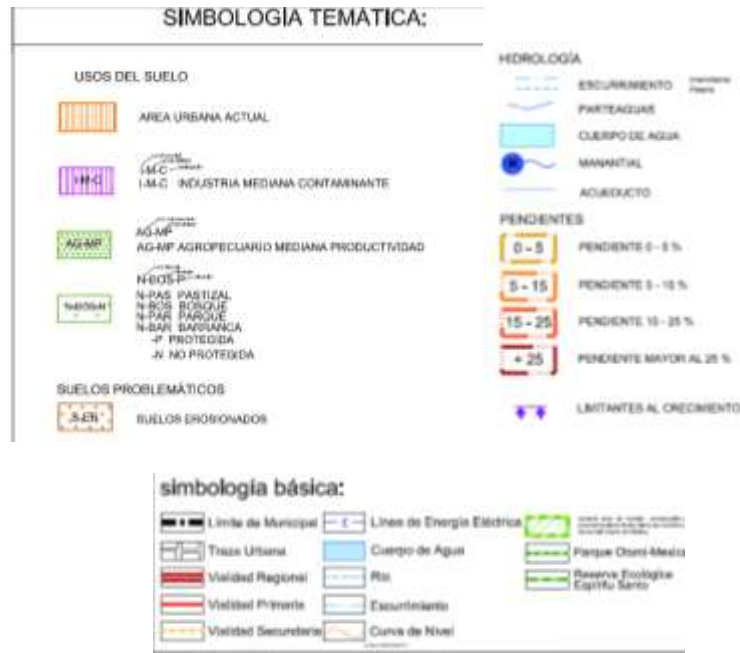 SIMBOLOGÍA TEMÁTICA:
USOS DEL SUELO
AREA URBANA ACTUAL
I-M-C
I-M-C
I-M-C INDUSTRIA MEDIANA CONTAMINANTE
AG-MP
AG-MP
AG-MP AGROPECUARIO MEDIANA PRODUCTIVIDAD
N-BOS-N
N-BOS-P
N-PAS PASTIZAL
N-BOS BOSQUE
N-PAR PARQUE
N-BAR BARRANCA
-P PROTEGIDA
-N NO PROTEGIDA
SUELOS PROBLEMÁTICOS
S-ER
SUELOS EROSIONADOS
HIDROLOGÍA
ESCURRIMIENTO
PARTEAGUAS
CUERPO DE AGUA
MANANTIAL
ACUEDUCTO
PENDIENTES
0 - 5 PENDIENTE 0 - 5 %
5 - 15 PENDIENTE 5 - 15 %
15 - 25 PENDIENTE 15 - 25 %
+ 25 PENDIENTE MAYOR AL 25 %
LIMITANTES AL CRECIMIENTO
simbología básica:
Límite de Municipal
Traza Urbana
Vialidad Regional
Vialidad Primaria
Vialidad Secundaria
E Línea de Energía Eléctrica
Cuerpo de Agua
Río
Escurrimiento
Curva de Nivel
Parque Otomí-Mexica
Reserva Ecológica
Espíritu Santo